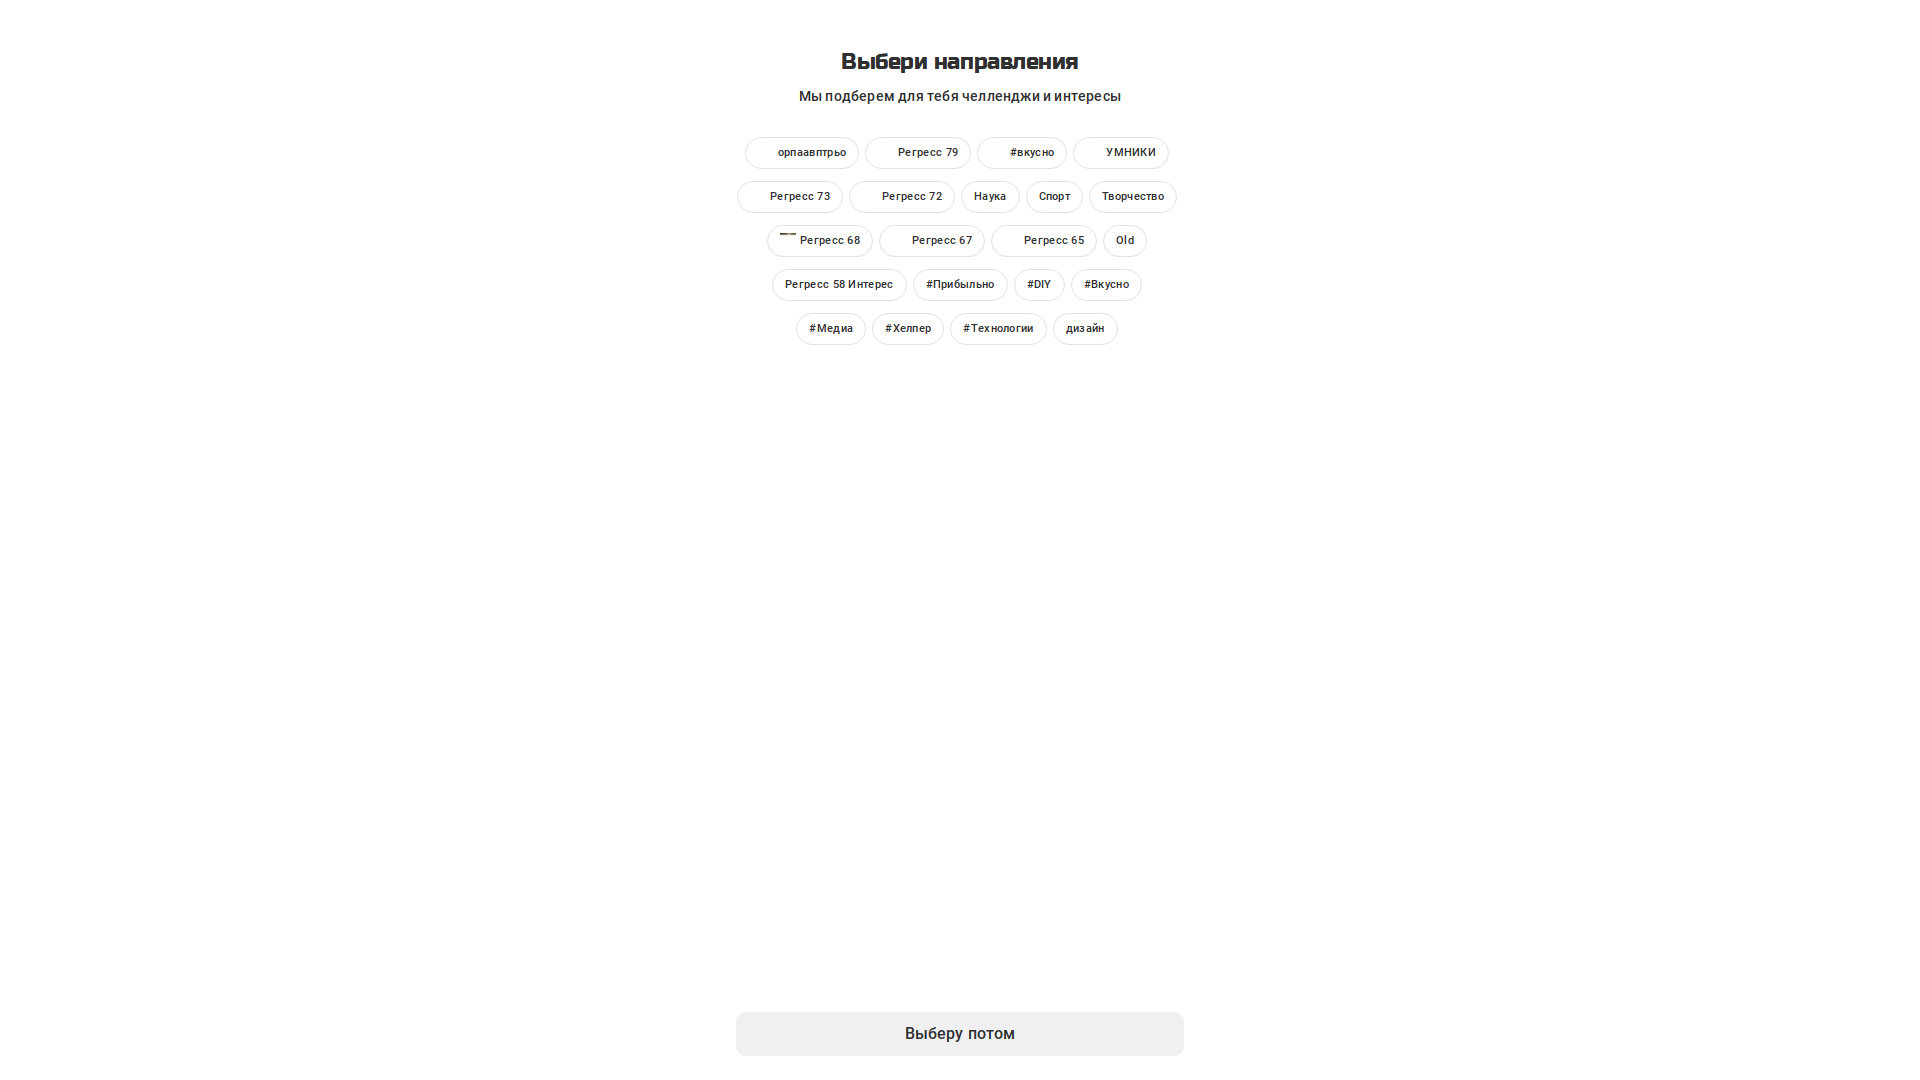 Выбери направления
Мы подберем для тебя челленджи и интересы
орпаавптрьо Регресс 79 #вкусно УМНИКИ
Регресс 73 Регресс 72 Наука Спорт Творчество
Регресс 68 Регресс 67 Регресс 65 Old
Регресс 58 Интерес #Прибыльно #DIY #Вкусно
#Медиа #Хелпер #Технологии дизайн
Выберу потом